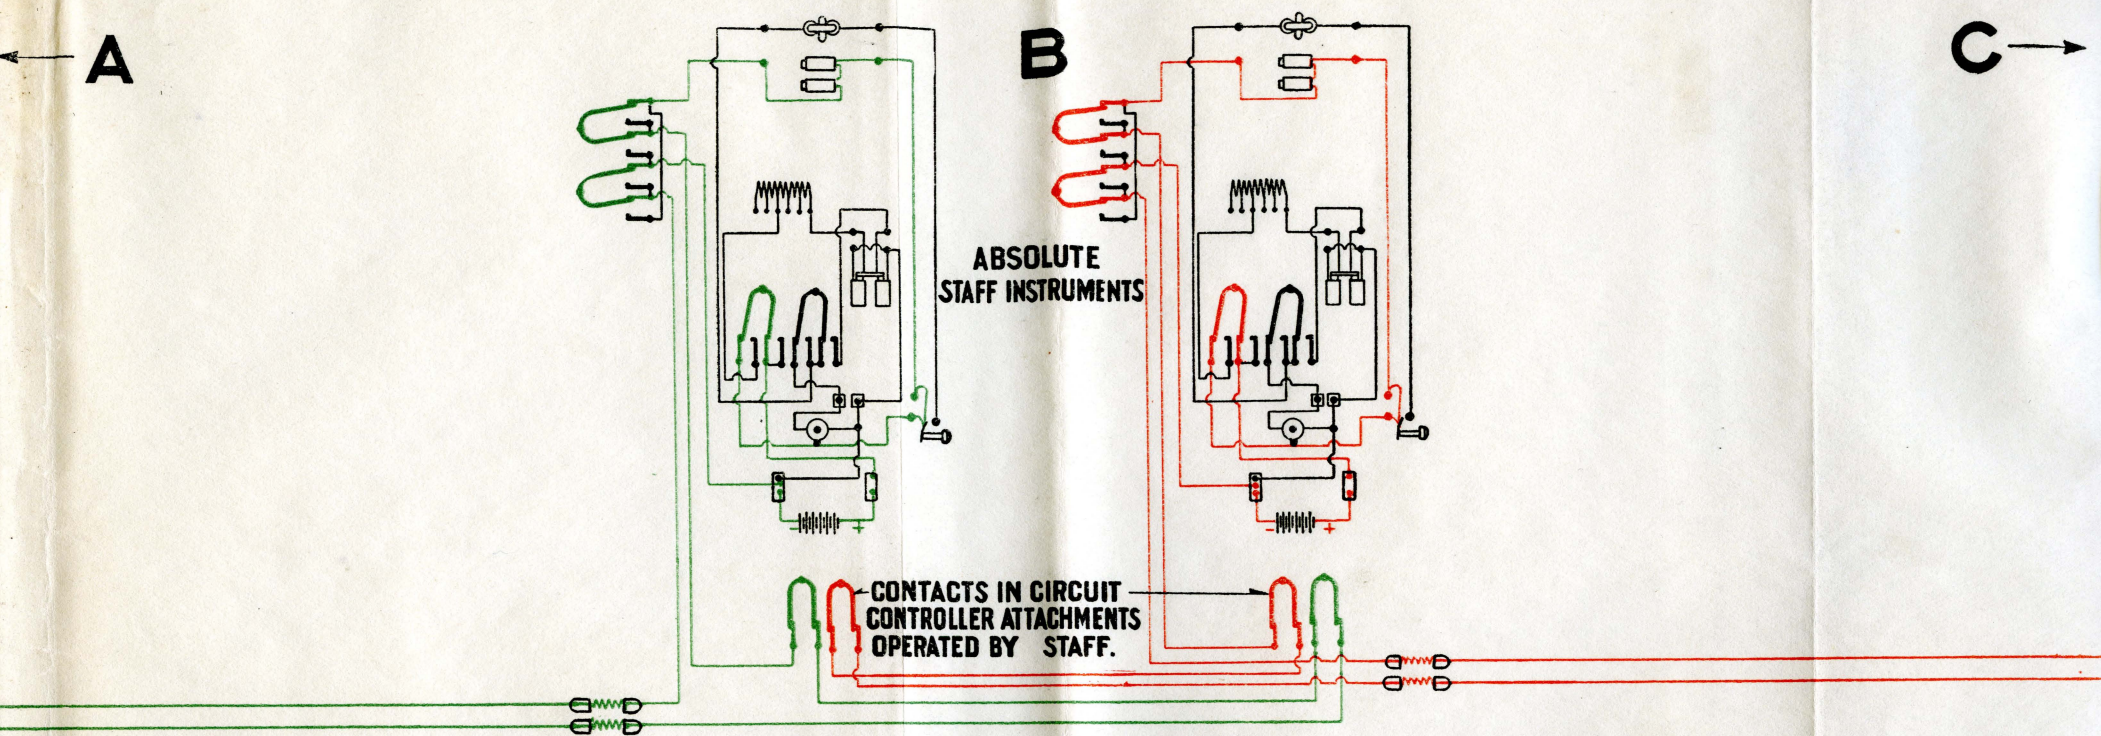 A
B
C
ABSOLUTE
STAFF INSTRUMENTS
CONTACTS IN CIRCUIT
CONTROLLER ATTACHMENTS
OPERATED BY STAFF.